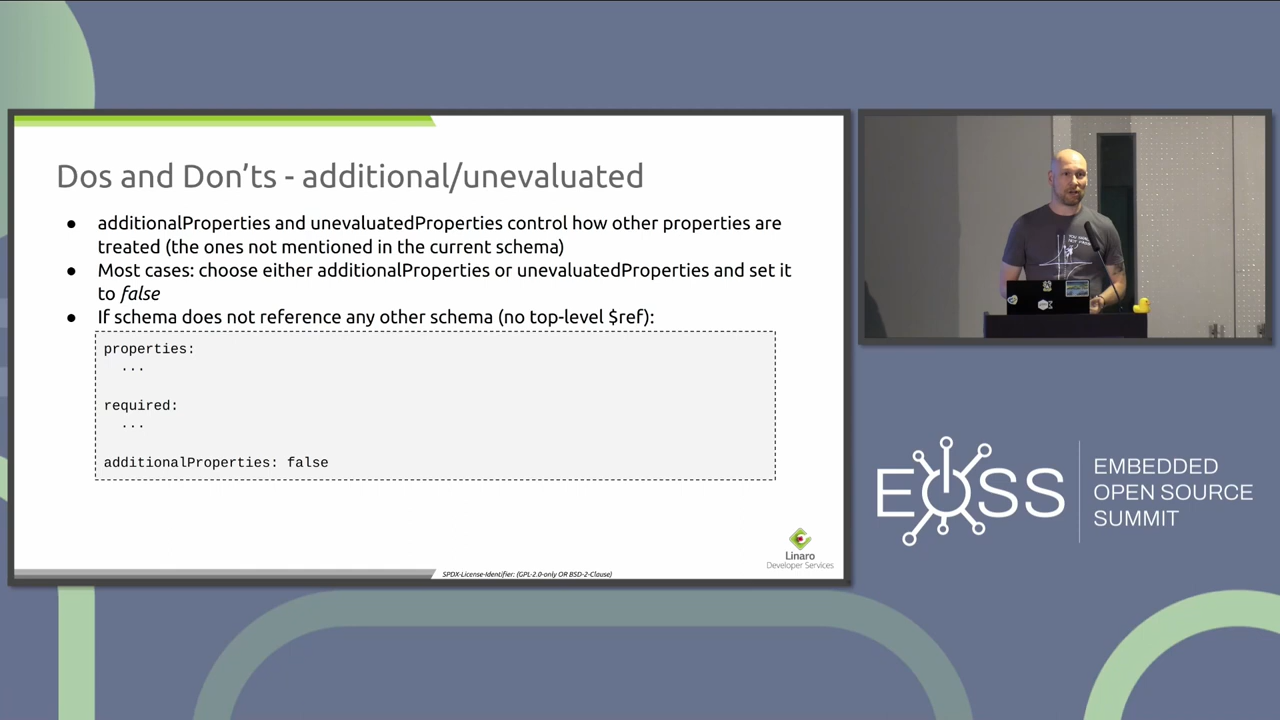 Dos and Don'ts - additional/unevaluated
● additionalProperties and unevaluatedProperties control how other properties are
treated (the ones not mentioned in the current schema)
● Most cases: choose either additionalProperties or unevaluatedProperties and set it
to false
● If schema does not reference any other schema (no top-level $ref):
properties:
...
required:
...
additionalProperties: false
Linaro
Developer Services
SPDX-License-Identifier: (GPL-2.0-only OR BSD-2-Clause)
EOSS
EMBEDDED
OPEN SOURCE
SUMMIT